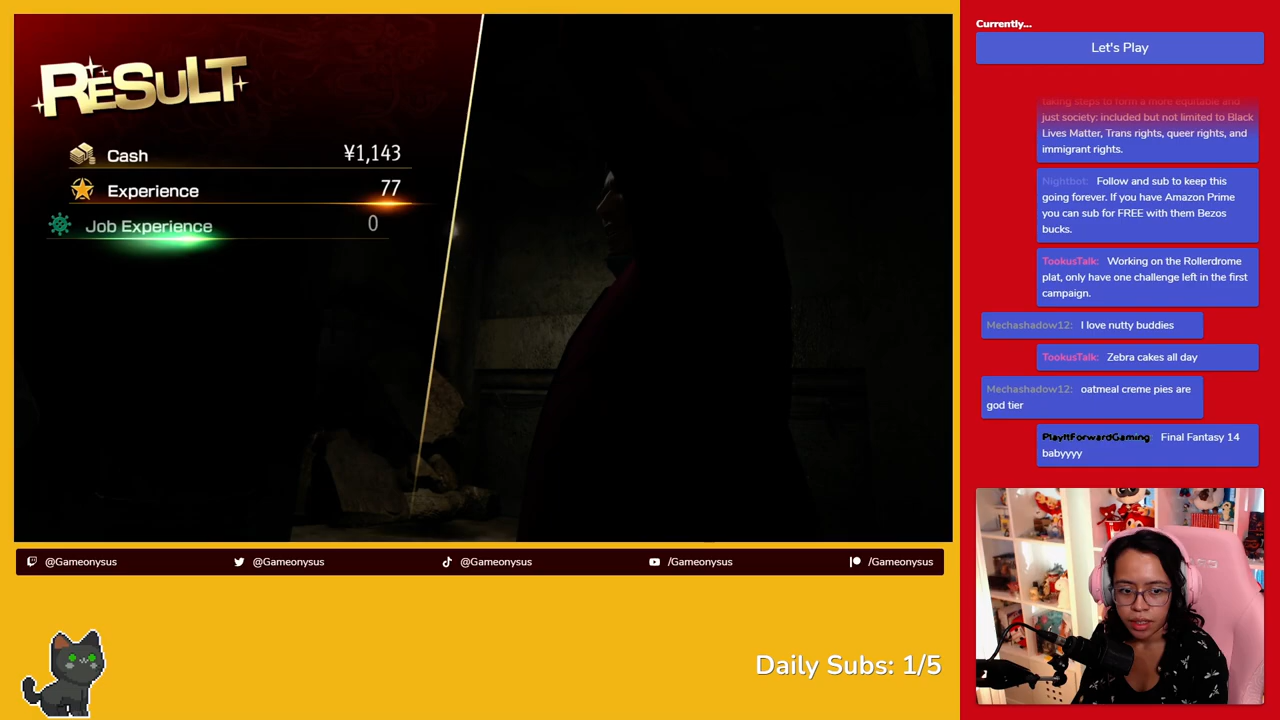 RESULT
Cash ¥1,143
Experience 77
Job Experience 0
@Gameonysus
@Gameonysus
@Gameonysus
/Gameonysus
/Gameonysus
Daily Subs: 1/5
Currently...
Let's Play
taking steps to form a more equitable and
just society: included but not limited to Black
Lives Matter, Trans rights, queer rights, and
immigrant rights.
Nightbot: Follow and sub to keep this
going forever. If you have Amazon Prime
you can sub for FREE with them Bezos
bucks.
TookusTalk: Working on the Rollerdrome
plat, only have one challenge left in the first
campaign.
Mechashadow12: I love nutty buddies
TookusTalk: Zebra cakes all day
Mechashadow12: oatmeal creme pies are
god tier
PlayItForwardGaming: Final Fantasy 14
babyyyy